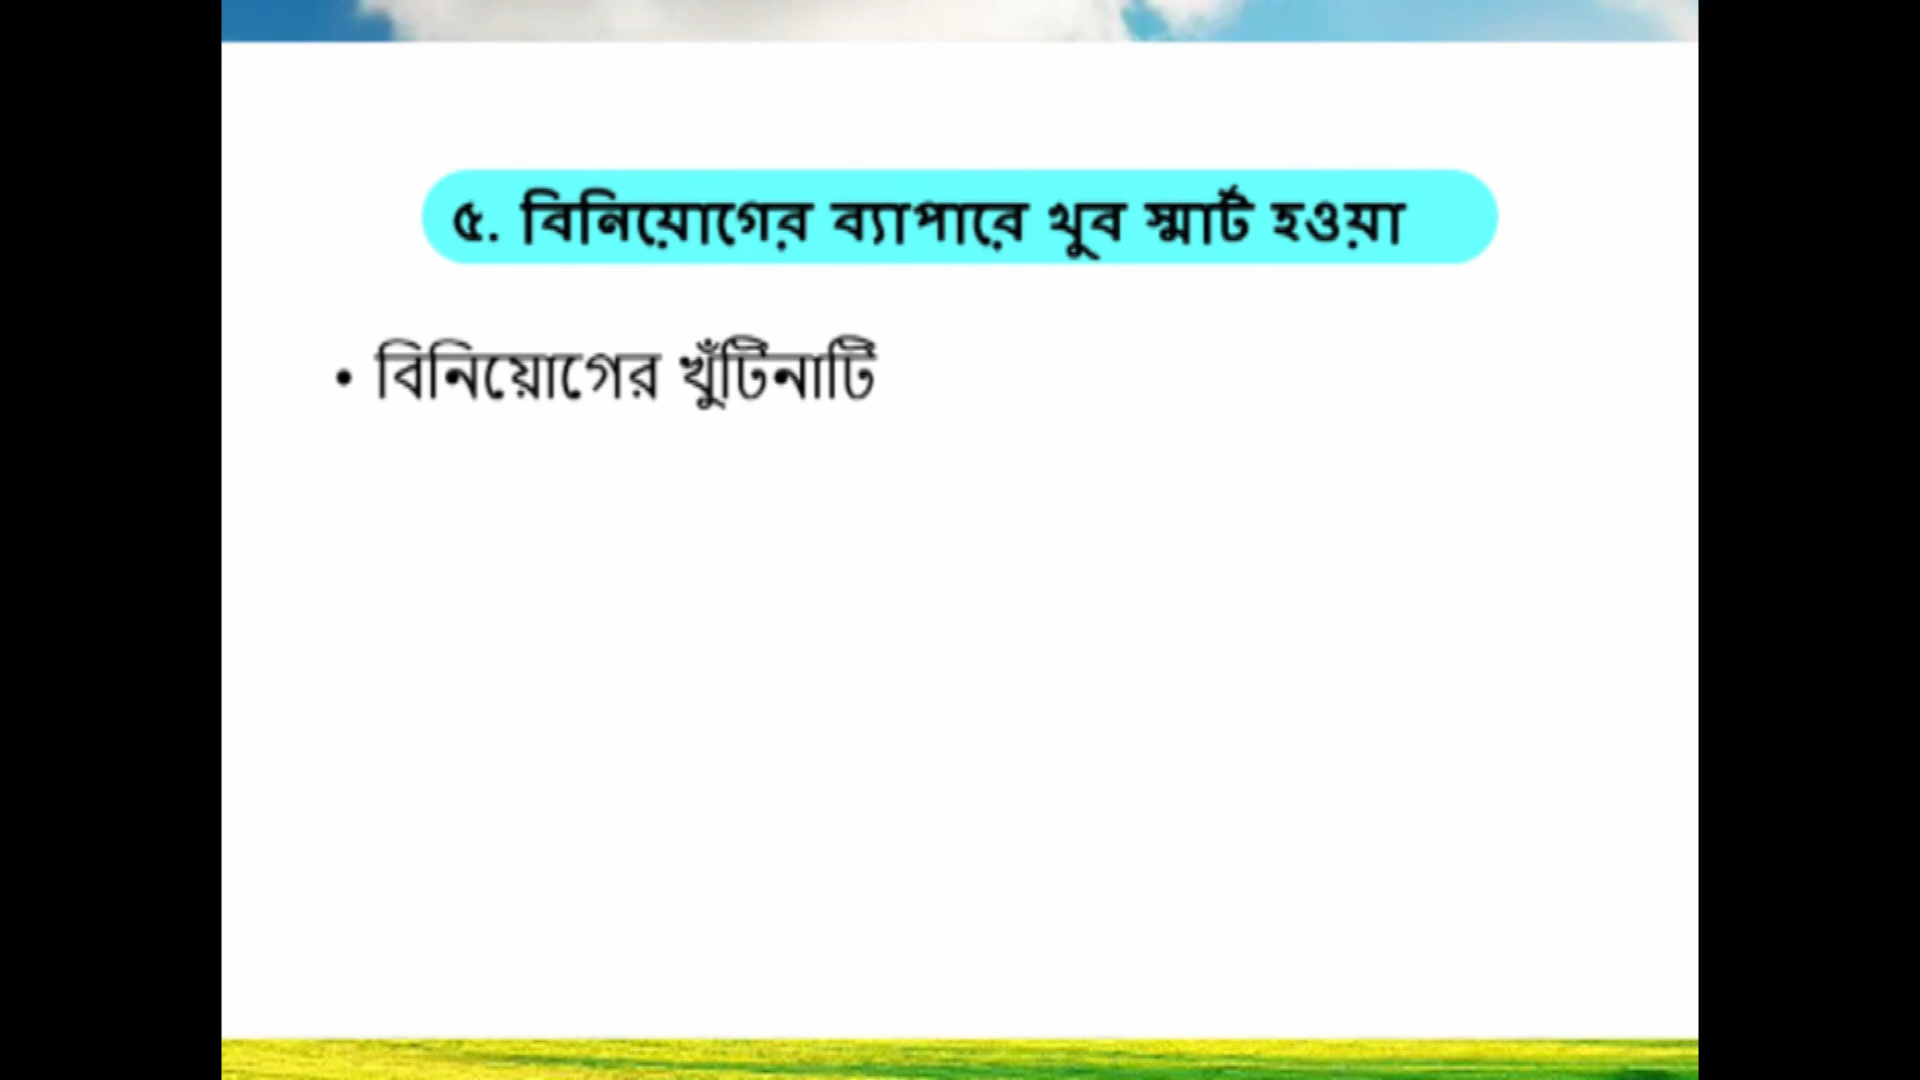 ৫. বিনিয়োগের ব্যাপারে খুব স্মার্ট হওয়া
• বিনিয়োগের খুঁটিনাটি